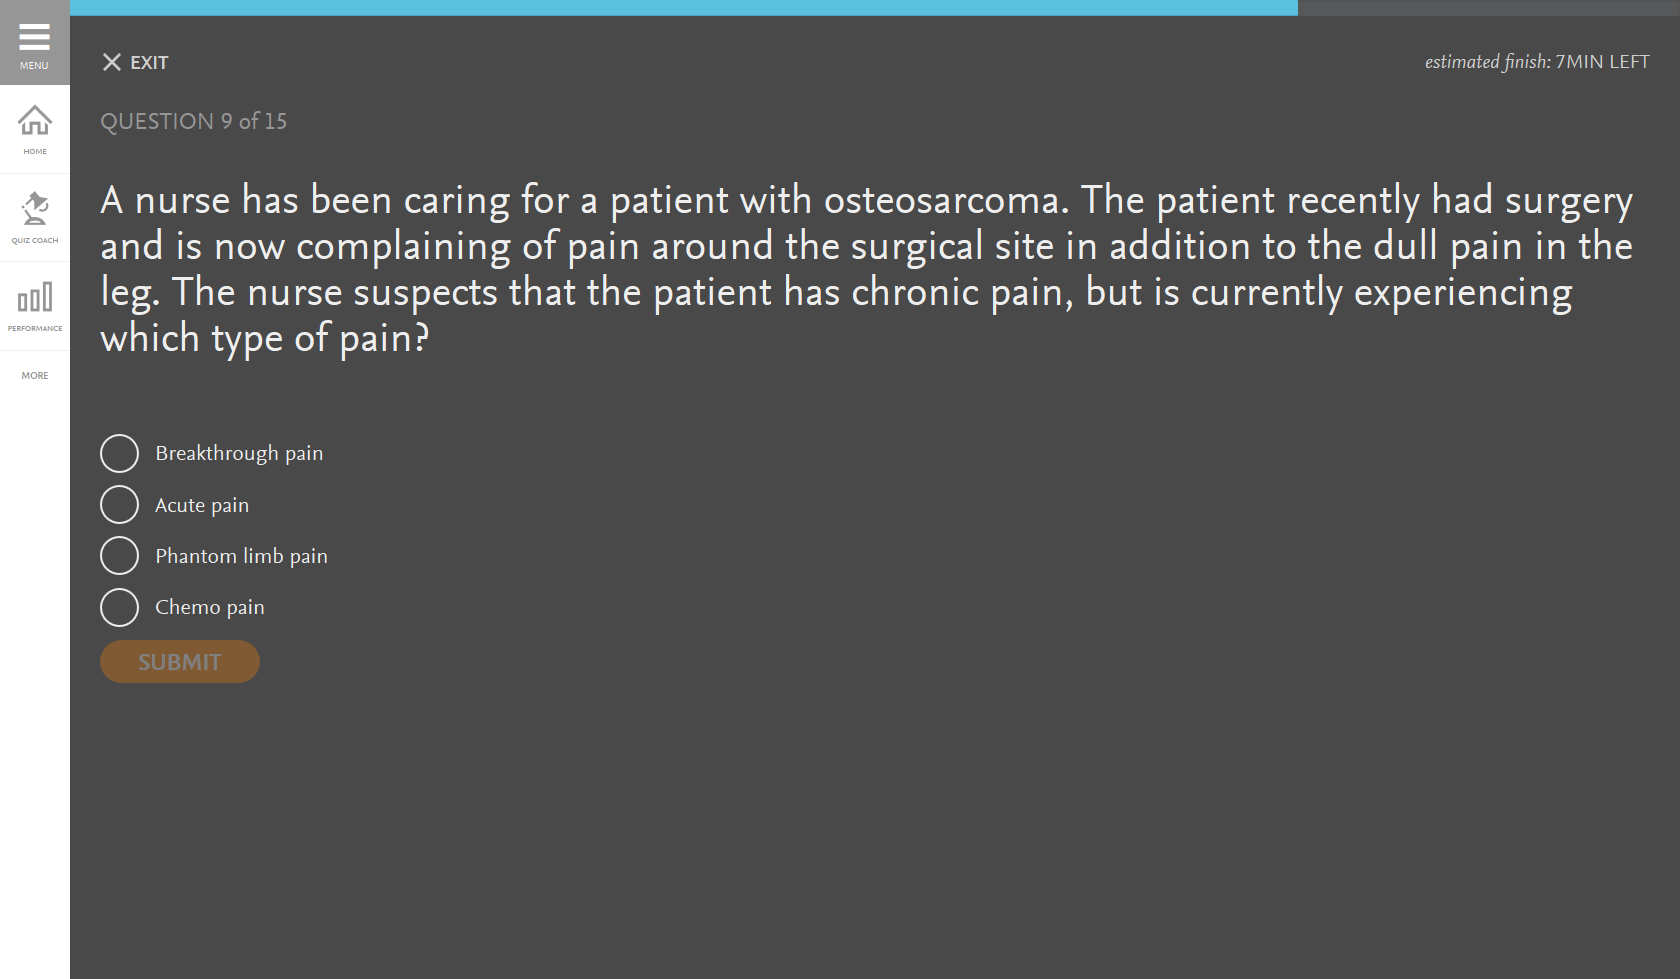 MENU
HOME
QUIZ COACH
PERFORMANCE
MORE
EXIT
estimated finish: 7MIN LEFT
QUESTION 9 of 15
A nurse has been caring for a patient with osteosarcoma. The patient recently had surgery
and is now complaining of pain around the surgical site in addition to the dull pain in the
leg. The nurse suspects that the patient has chronic pain, but is currently experiencing
which type of pain?
Breakthrough pain
Acute pain
Phantom limb pain
Chemo pain
SUBMIT